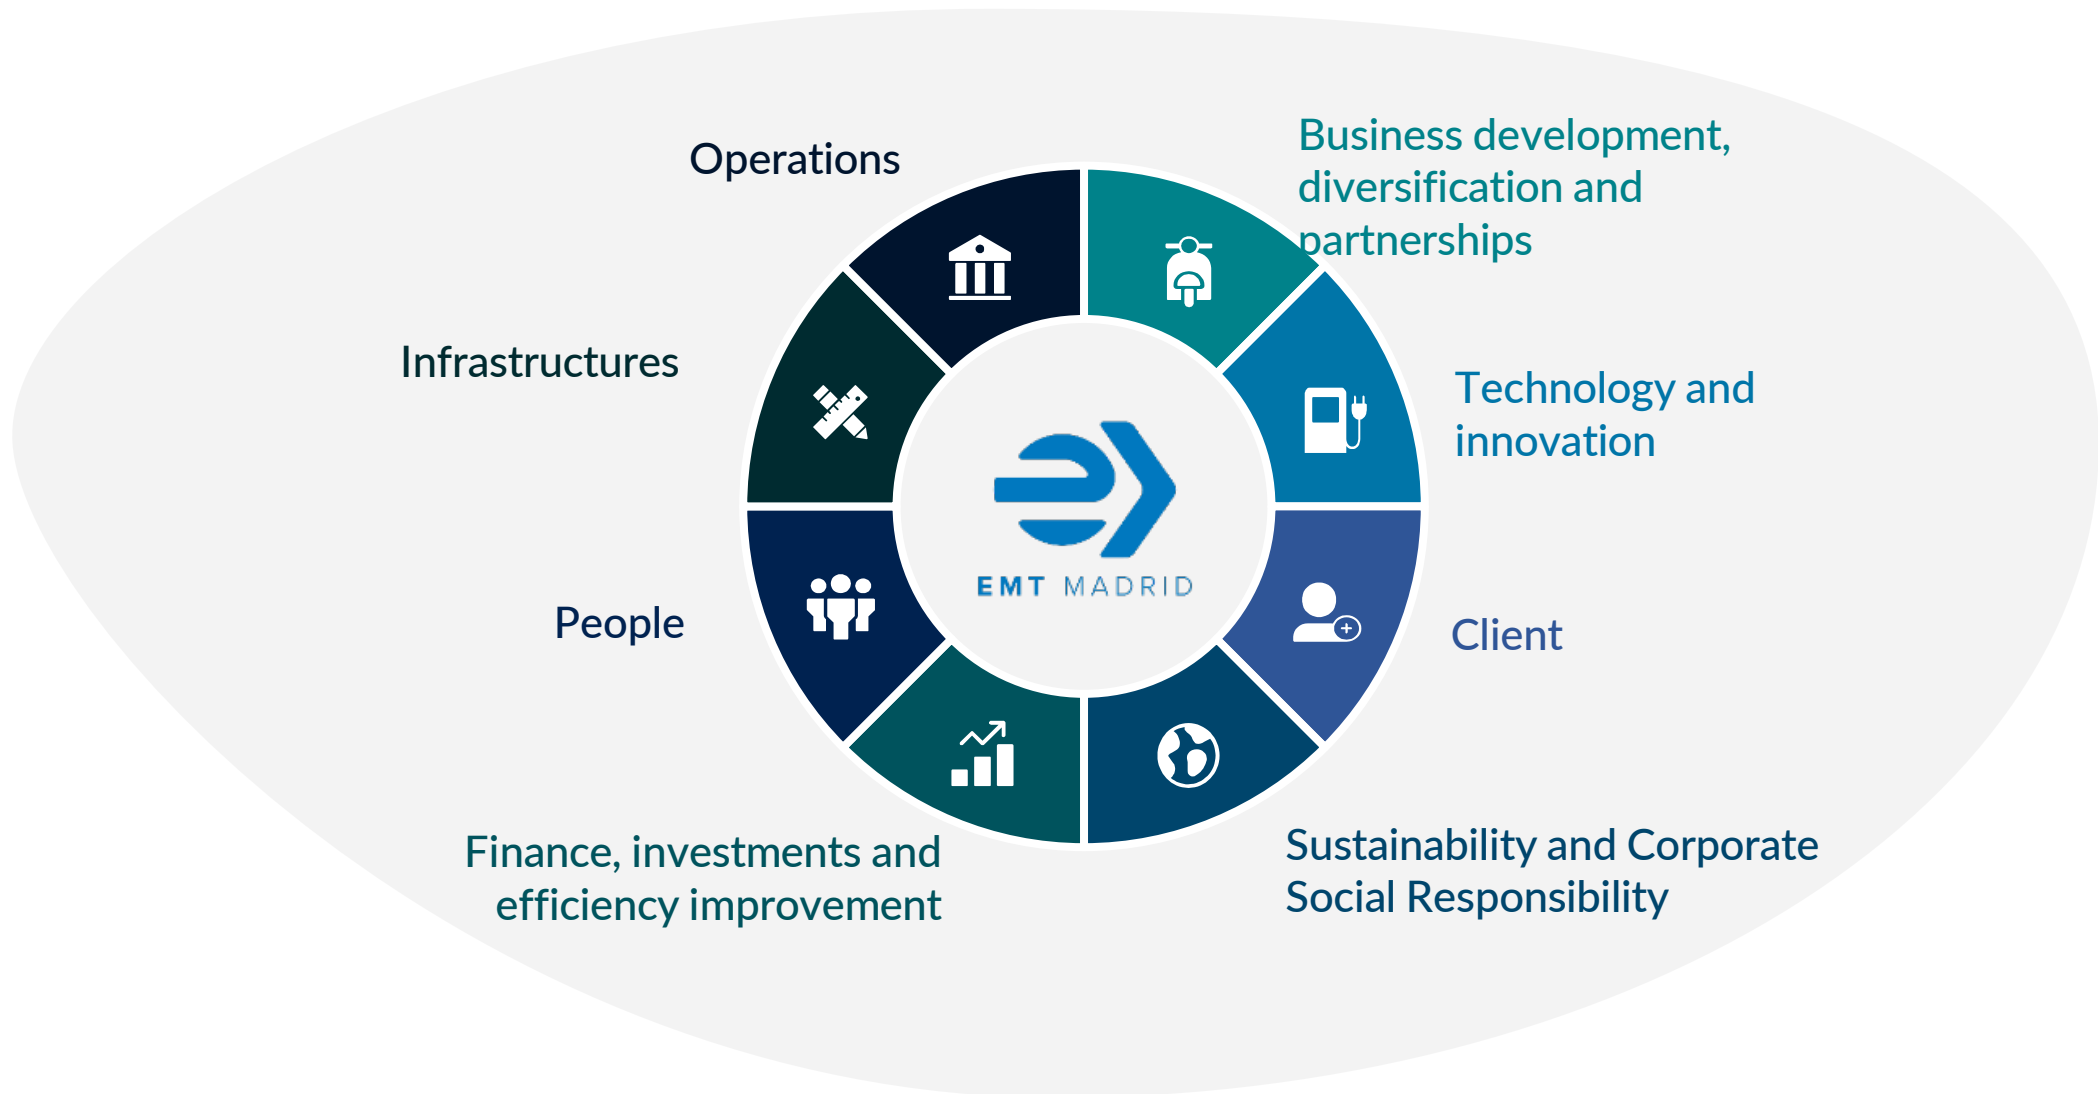 Operations
Business development,
diversification and
partnerships
Infrastructures
Technology and
innovation
EMT MADRID
People
Client
Finance, investments and
efficiency improvement
Sustainability and Corporate
Social Responsibility